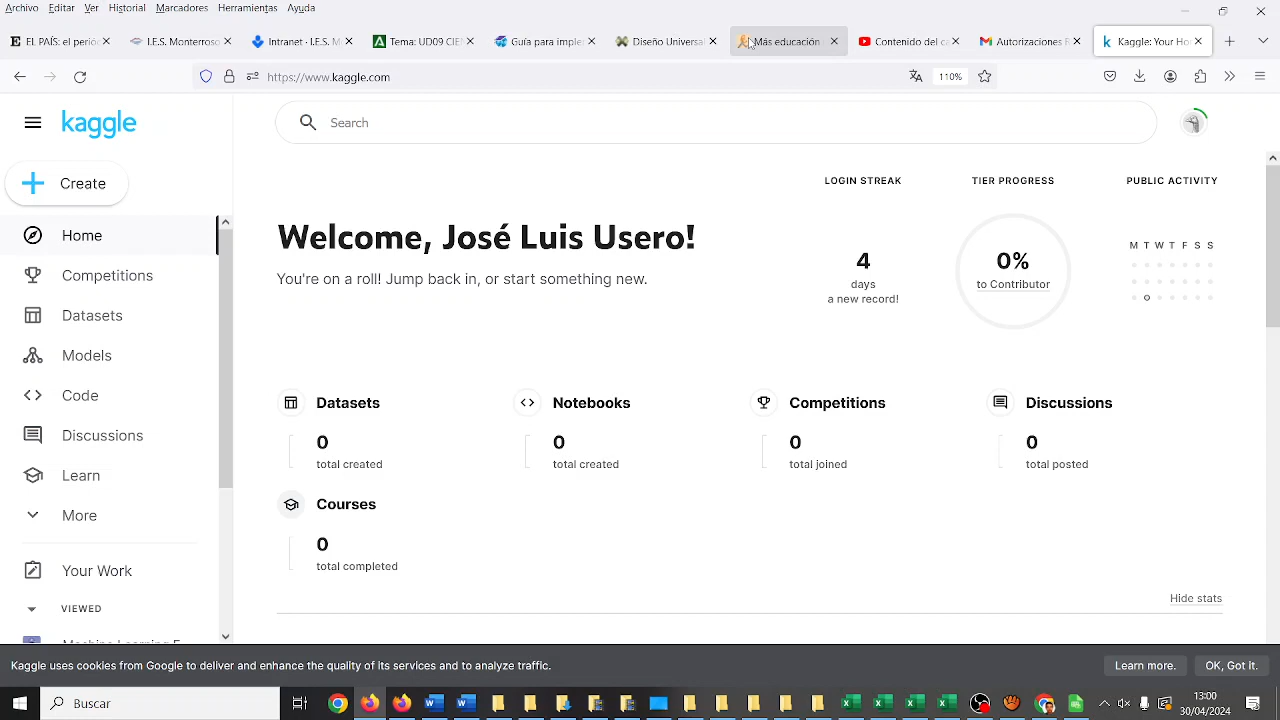 Archivo Editar Ver Historial Marcadores Herramientas Ayuda
EL PAÍS: el perió
I.E.S. Monterroso
Internet - I.E.S. M
Tema: UD09 CIE
Guía para imple
Diseño Universa
Más educación
Contenido del ca
Autorizaciones E
Kaggle: Your Ho
https://www.kaggle.com
110%
kaggle
Search
Create
Home
Competitions
Datasets
Models
Code
Discussions
Learn
More
Your Work
VIEWED
LOGIN STREAK
TIER PROGRESS
PUBLIC ACTIVITY
Welcome, José Luis Usero!
You're on a roll! Jump back in, or start something new.
4
days
a new record!
0%
to Contributor
M T W T F S S
Datasets
0
total created
Notebooks
0
total created
Competitions
0
total joined
Discussions
0
total posted
Courses
0
total completed
Hide stats
Kaggle uses cookies from Google to deliver and enhance the quality of its services and to analyze traffic.
Learn more.
OK, Got it.
Buscar
13:00
30/04/2024